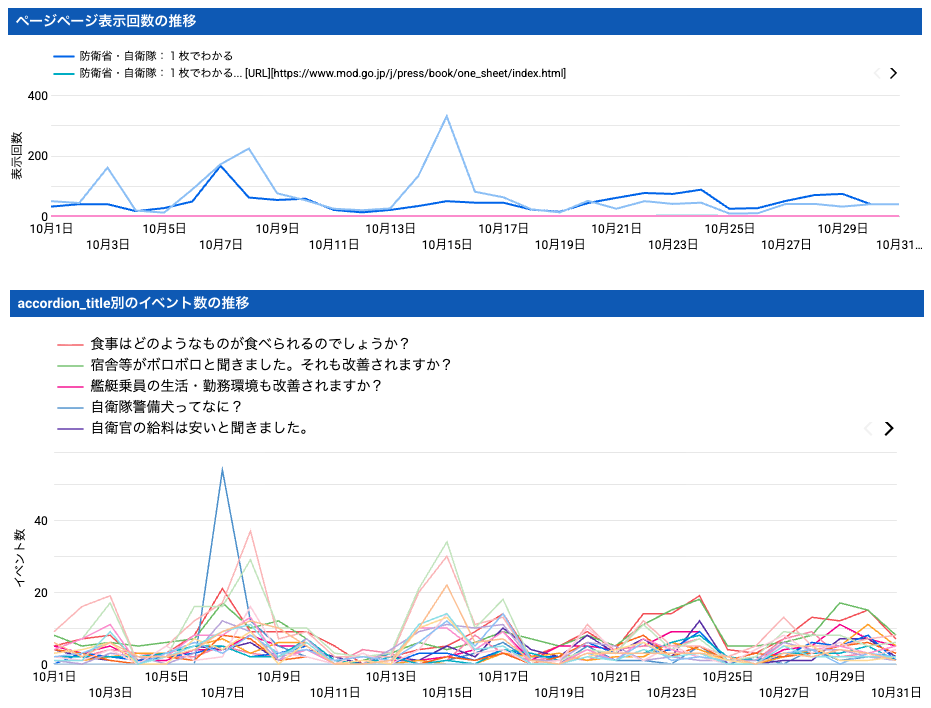 ページページ表示回数の推移
防衛省・自衛隊：１枚でわかる
防衛省・自衛隊：１枚でわかる... [URL][https://www.mod.go.jp/j/press/book/one_sheet/index.html]
400
表示回数
200
0
10月1日
10月5日
10月7日
10月9日
10月13日
10月17日
10月21日
10月25日
10月29日
10月3日
10月7日
10月11日
10月15日
10月19日
10月23日
10月27日
10月31...
accordion_title別のイベント数の推移
食事はどのようなものが食べられるのでしょうか？
宿舎等がボロボロと聞きました。それも改善されますか？
艦艇乗員の生活・勤務環境も改善されますか？
自衛隊警備犬ってなに？
自衛官の給料は安いと聞きました。
イベント数
40
20
0
10月1日
10月5日
10月9日
10月13日
10月17日
10月21日
10月25日
10月29日
10月3日
10月7日
10月11日
10月15日
10月19日
10月23日
10月27日
10月31日